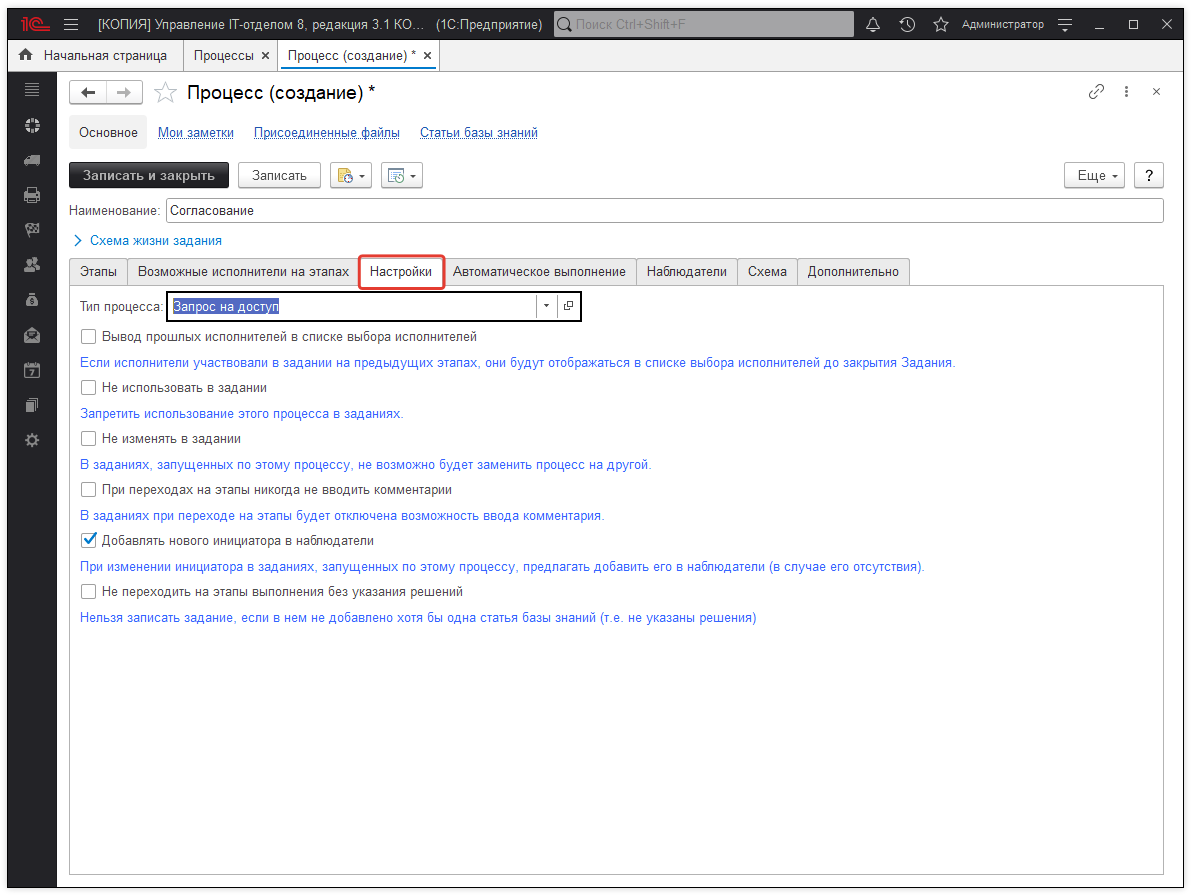 [КОПИЯ] Управление IT-отделом 8, редакция 3.1 КО... (1С:Предприятие) Поиск Ctrl+Shift+F Администратор
Начальная страница Процессы × Процесс (создание) * ×
Процесс (создание) *
Основное Мои заметки Присоединенные файлы Статьи базы знаний
Записать и закрыть Записать Еще ?
Наименование: Согласование
Схема жизни задания
Этапы Возможные исполнители на этапах Настройки Автоматическое выполнение Наблюдатели Схема Дополнительно
Тип процесса: Запрос на доступ
Вывод прошлых исполнителей в списке выбора исполнителей
Если исполнители участвовали в задании на предыдущих этапах, они будут отображаться в списке выбора исполнителей до закрытия Задания.
Не использовать в задании
Запретить использование этого процесса в заданиях.
Не изменять в задании
В заданиях, запущенных по этому процессу, не возможно будет заменить процесс на другой.
При переходах на этапы никогда не вводить комментарии
В заданиях при переходе на этапы будет отключена возможность ввода комментария.
Добавлять нового инициатора в наблюдатели
При изменении инициатора в заданиях, запущенных по этому процессу, предлагать добавить его в наблюдатели (в случае его отсутствия).
Не переходить на этапы выполнения без указания решений
Нельзя записать задание, если в нем не добавлено хотя бы одна статья базы знаний (т.е. не указаны решения)